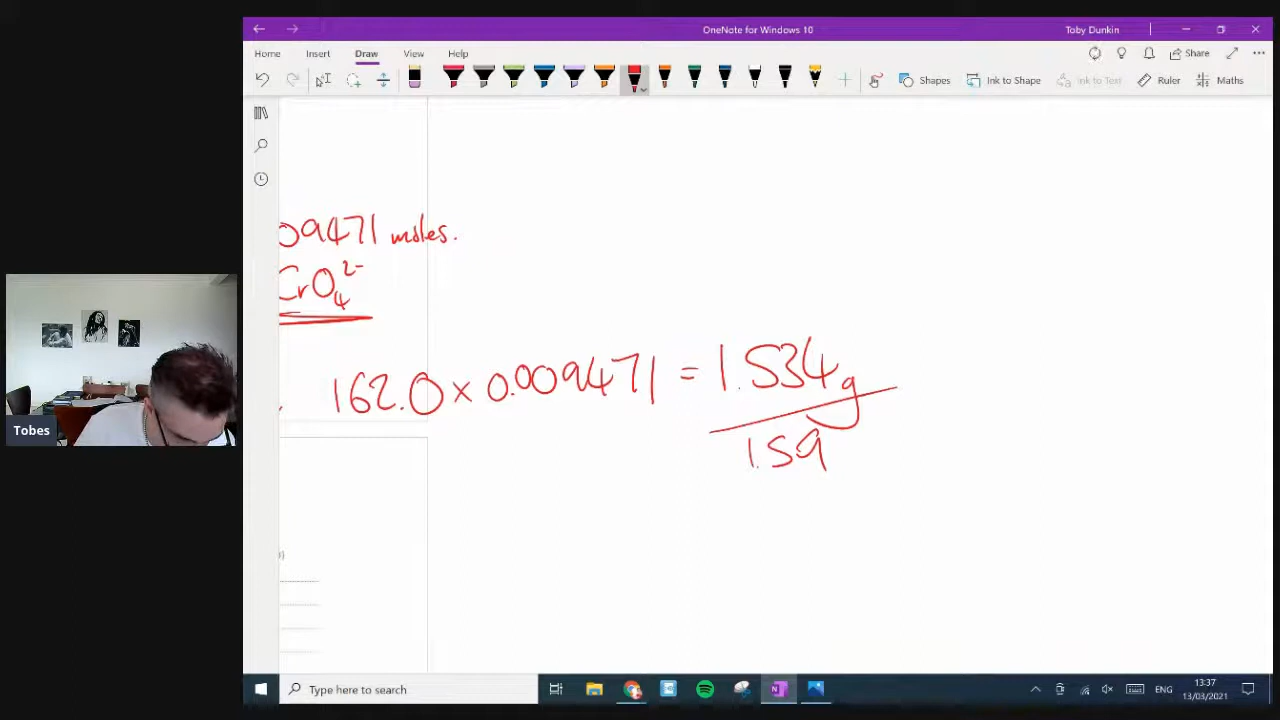 OneNote for Windows 10
Toby Dunkin
Home Insert Draw View Help
Share
Shapes Ink to Shape Ink to Text Ruler Maths
09471 moles.
CrO₄²⁻
162.0 × 0.009471 = 1.534g
1.59
Tobes
Type here to search
ENG
13:37
13/03/2021